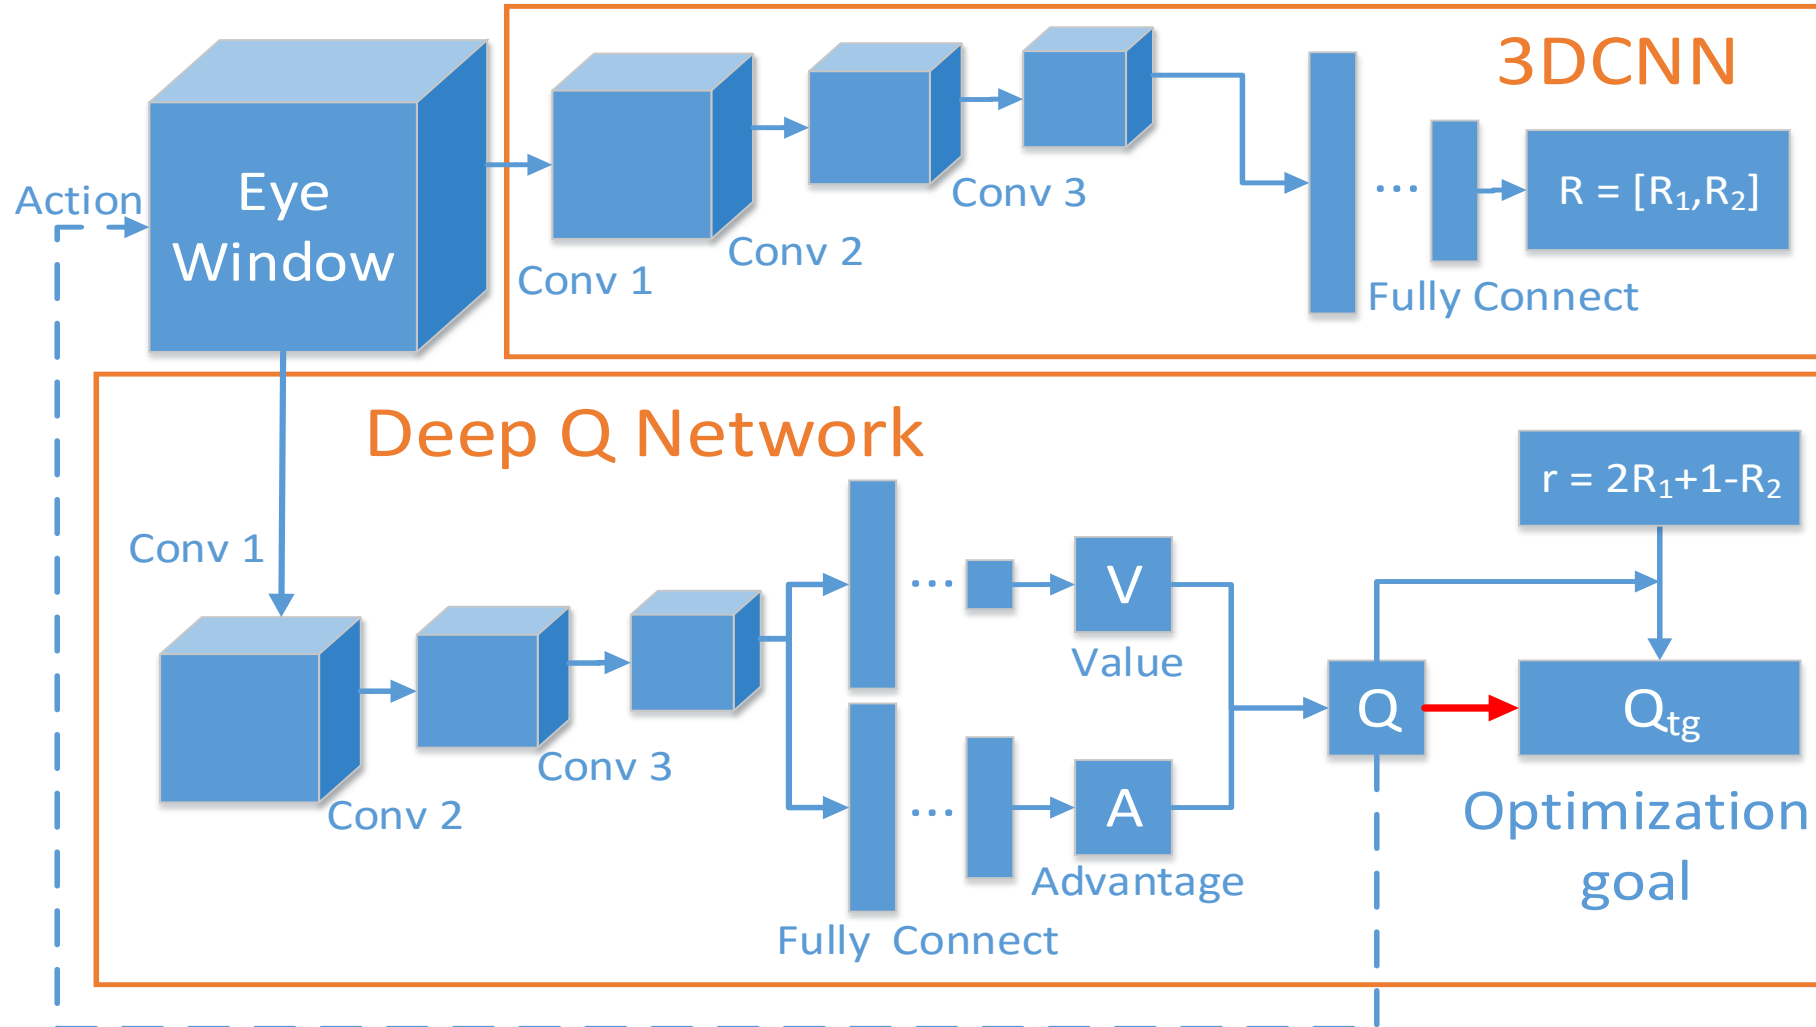 3DCNN
Action
Eye
Window
Conv 1
Conv 2
Conv 3
...
Fully Connect
R = [R₁,R₂]
Deep Q Network
r = 2R₁+1-R₂
Conv 1
Conv 2
Conv 3
...
V
Value
...
A
Advantage
Fully Connect
Q
Qtg
Optimization
goal